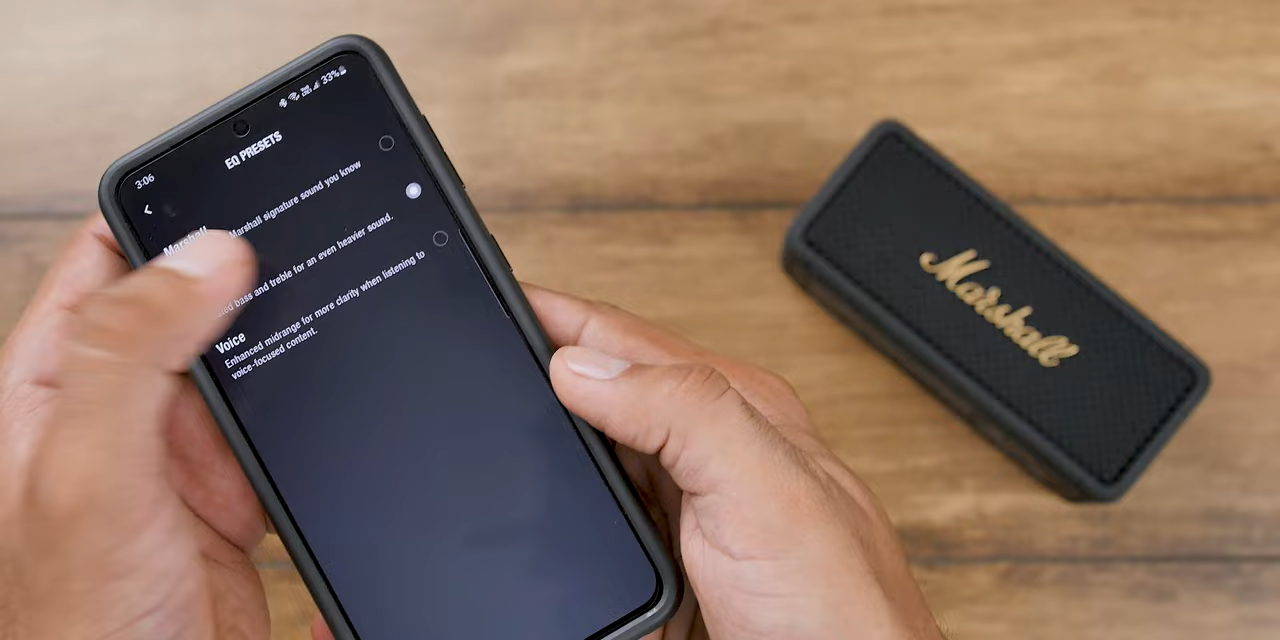 3:06
33%
EQ PRESETS
Marshall
Marshall signature sound you know
bass and treble for an even heavier sound.
Voice
Enhanced midrange for more clarity when listening to
voice-focused content.
Marshall